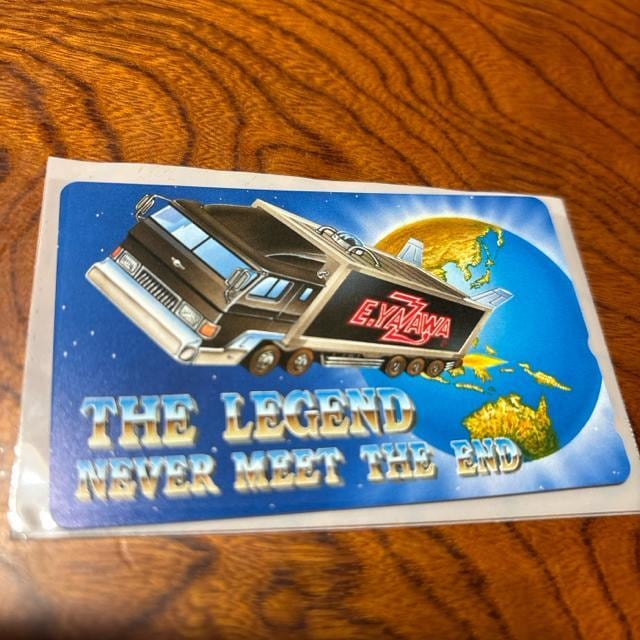 E.YAZAWA
THE LEGEND
NEVER MEET THE END